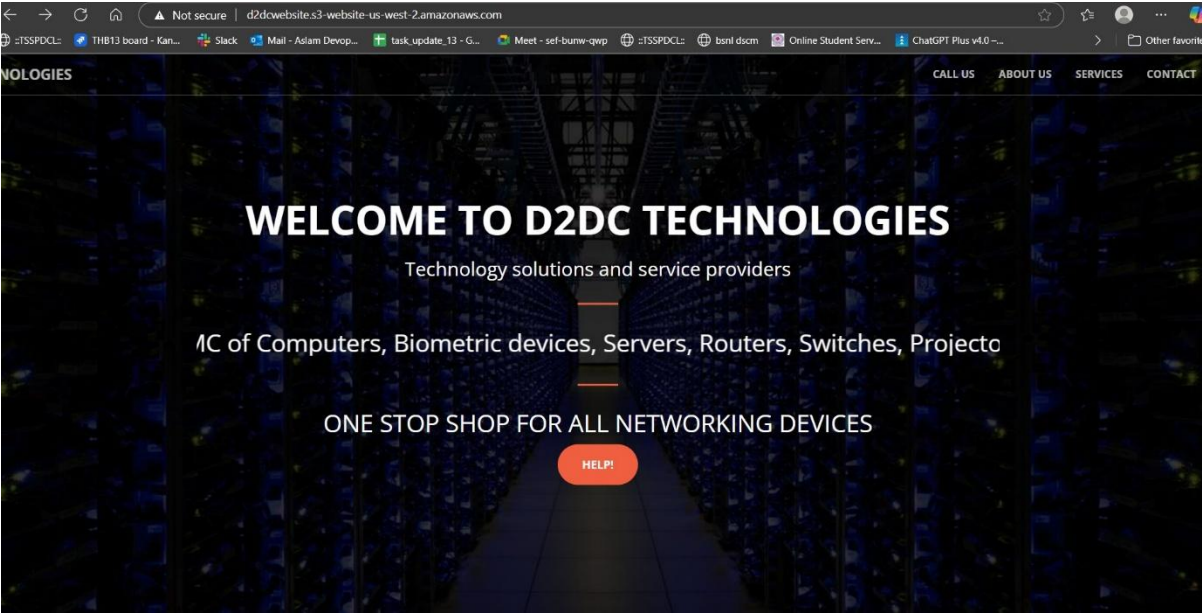 Not secure d2dcwebsite.s3-website-us-west-2.amazonaws.com
::TSSPDCL:: THB13 board - Kan... Slack Mail - Aslam Devop... task_update_13 - G... Meet - sef-bunw-qwp ::TSSPDCL:: bsnl dscm Online Student Serv... ChatGPT Plus v4.0 –... Other favorite
NOLOGIES CALL US ABOUT US SERVICES CONTACT
WELCOME TO D2DC TECHNOLOGIES
Technology solutions and service providers
MC of Computers, Biometric devices, Servers, Routers, Switches, Projecto
ONE STOP SHOP FOR ALL NETWORKING DEVICES
HELP!